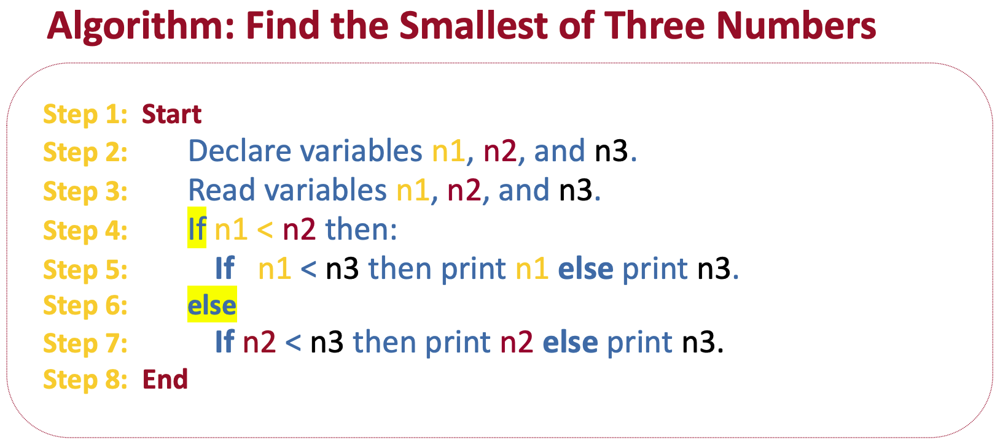 Algorithm: Find the Smallest of Three Numbers
Step 1: Start
Step 2: Declare variables n1, n2, and n3.
Step 3: Read variables n1, n2, and n3.
Step 4: If n1 < n2 then:
Step 5: If n1 < n3 then print n1 else print n3.
Step 6: else
Step 7: If n2 < n3 then print n2 else print n3.
Step 8: End